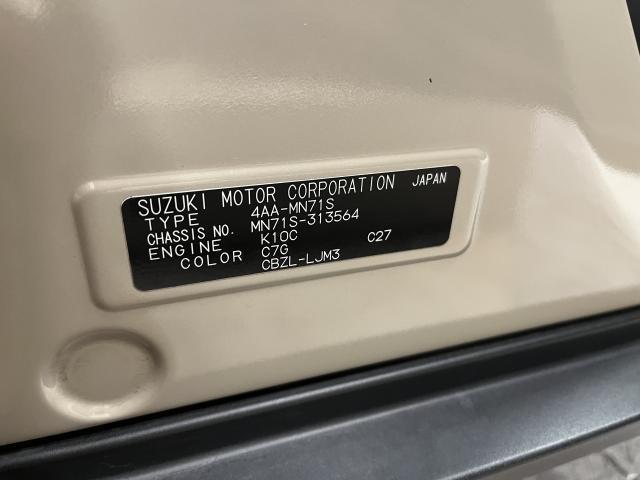 SUZUKI MOTOR CORPORATION JAPAN
TYPE 4AA-MN71S
CHASSIS NO. MN71S-313564
ENGINE K10C C27
COLOR C7G
CBZL-LJM3